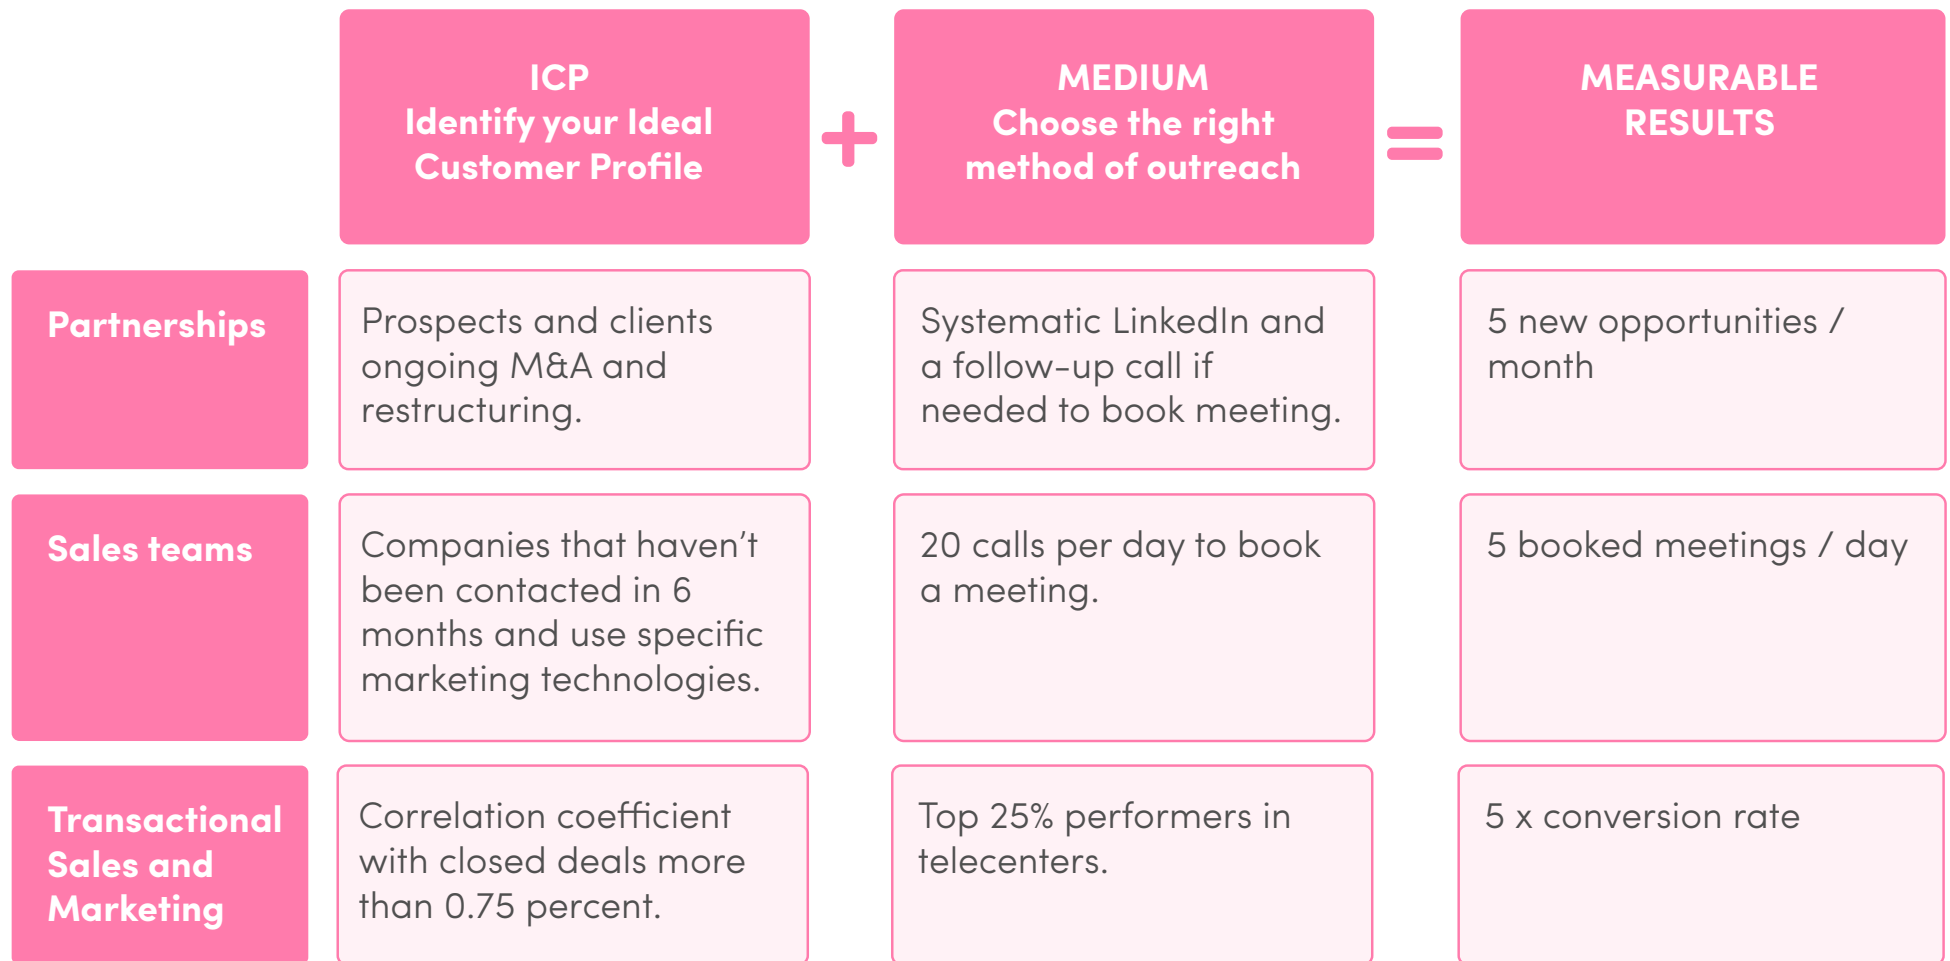 ICP
Identify your Ideal
Customer Profile
+
MEDIUM
Choose the right
method of outreach
=
MEASURABLE
RESULTS
Partnerships
Prospects and clients
ongoing M&A and
restructuring.
Systematic LinkedIn and
a follow-up call if
needed to book meeting.
5 new opportunities /
month
Sales teams
Companies that haven’t
been contacted in 6
months and use specific
marketing technologies.
20 calls per day to book
a meeting.
5 booked meetings / day
Transactional
Sales and
Marketing
Correlation coefficient
with closed deals more
than 0.75 percent.
Top 25% performers in
telecenters.
5 x conversion rate